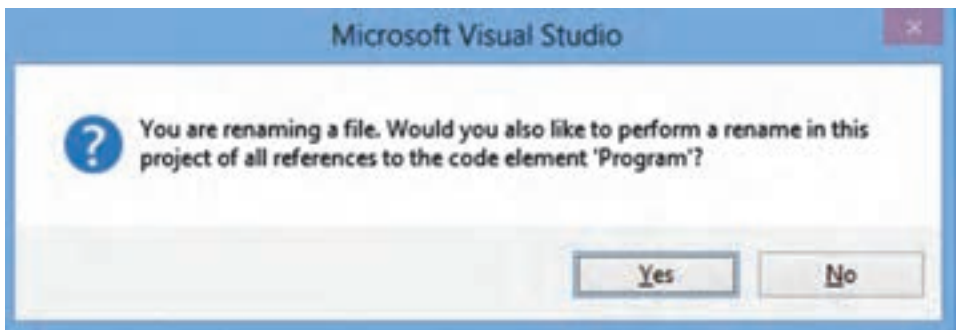 Microsoft Visual Studio
You are renaming a file. Would you also like to perform a rename in this
project of all references to the code element 'Program'?
Yes
No